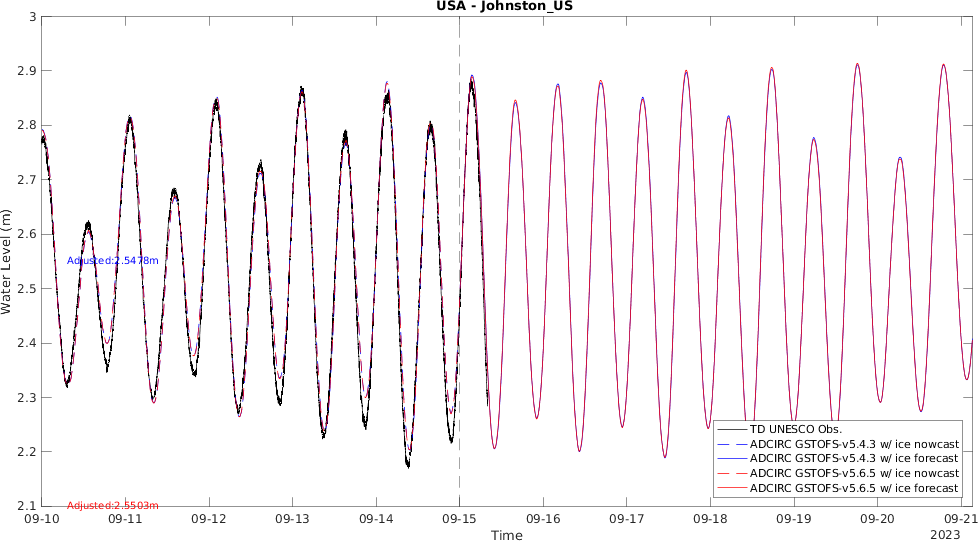 USA - Johnston_US
3
2.9
2.8
2.7
2.6
2.5
2.4
2.3
2.2
2.1
Water Level (m)
Adjusted:2.5478m
Adjusted:2.5503m
TD UNESCO Obs.
ADCIRC GSTOFS-v5.4.3 w/ ice nowcast
ADCIRC GSTOFS-v5.4.3 w/ ice forecast
ADCIRC GSTOFS-v5.6.5 w/ ice nowcast
ADCIRC GSTOFS-v5.6.5 w/ ice forecast
09-10 09-11 09-12 09-13 09-14 09-15 09-16 09-17 09-18 09-19 09-20 09-21
Time
2023